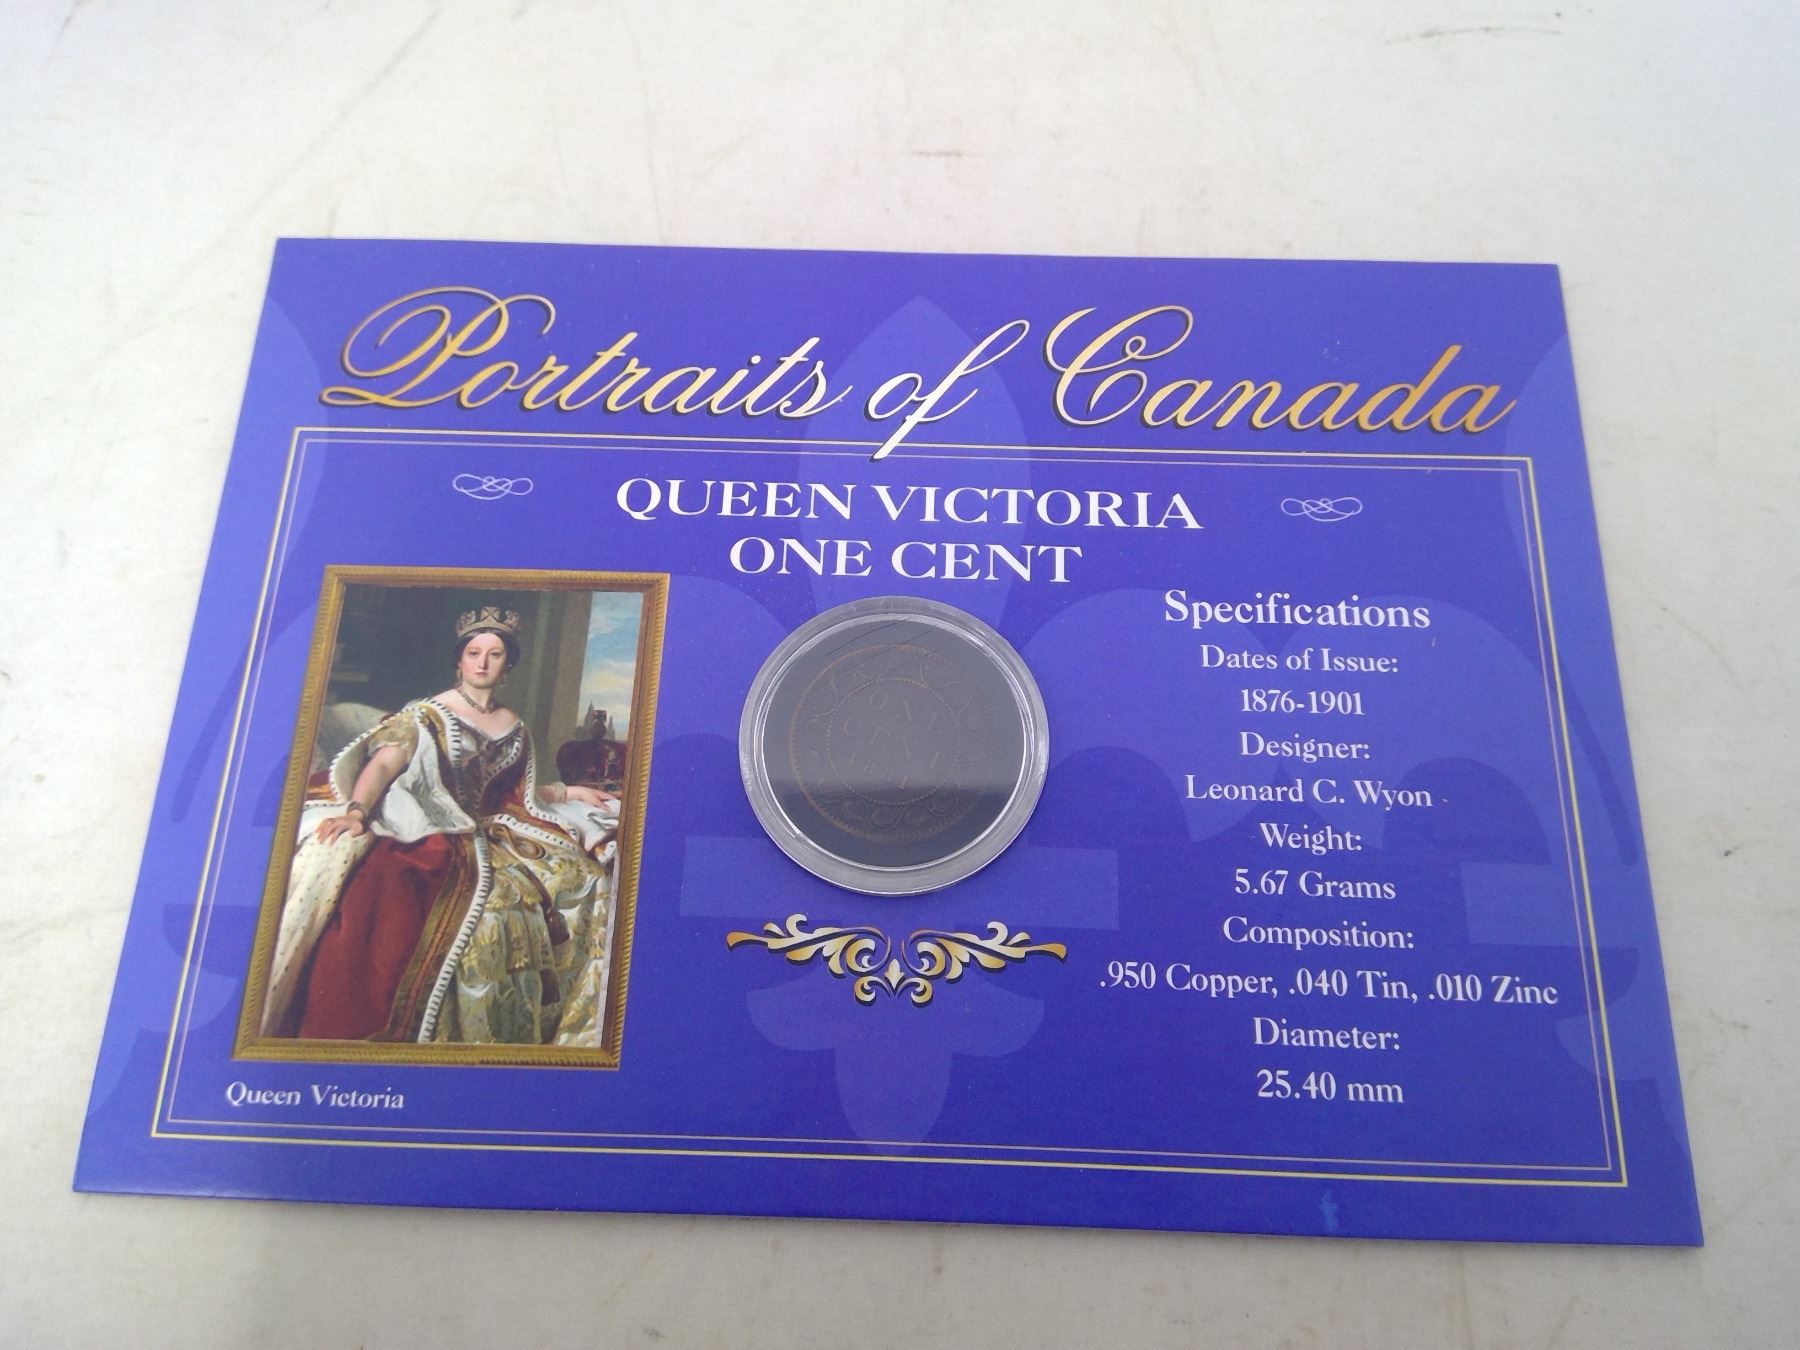 Portraits of Canada
QUEEN VICTORIA
ONE CENT
Specifications
Dates of Issue:
1876-1901
Designer:
Leonard C. Wyon
Weight:
5.67 Grams
Composition:
.950 Copper, .040 Tin, .010 Zinc
Diameter:
25.40 mm
ONE
CENT
Queen Victoria